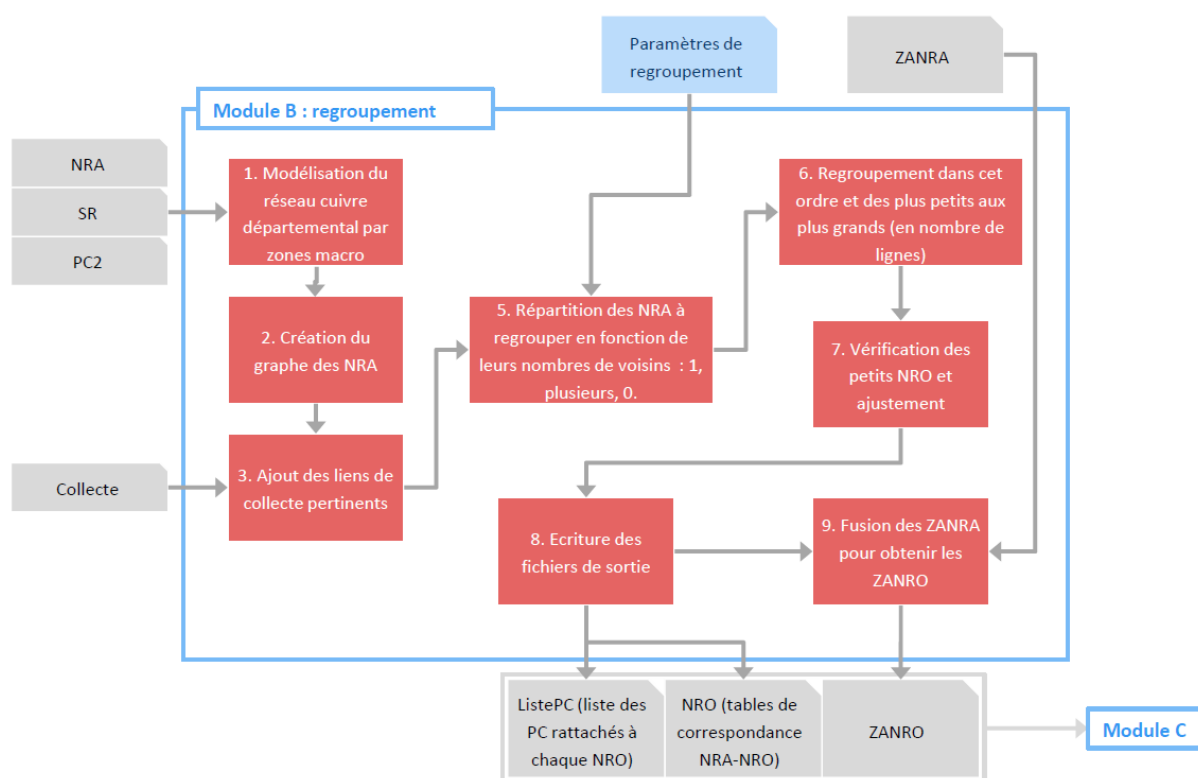 Paramètres de
regroupement
ZANRA
Module B : regroupement
NRA
SR
PC2
1. Modélisation du
réseau cuivre
départemental par
zones macro
6. Regroupement dans cet
ordre et des plus petits aux
plus grands (en nombre de
lignes)
2. Création du
graphe des NRA
5. Répartition des NRA à
regrouper en fonction de
leurs nombres de voisins : 1,
plusieurs, 0.
7. Vérification des
petits NRO et
ajustement
Collecte
3. Ajout des liens de
collecte pertinents
8. Ecriture des
fichiers de sortie
9. Fusion des ZANRA
pour obtenir les
ZANRO
ListePC (liste des
PC rattachés à
chaque NRO)
NRO (tables de
correspondance
NRA-NRO)
ZANRO
Module C